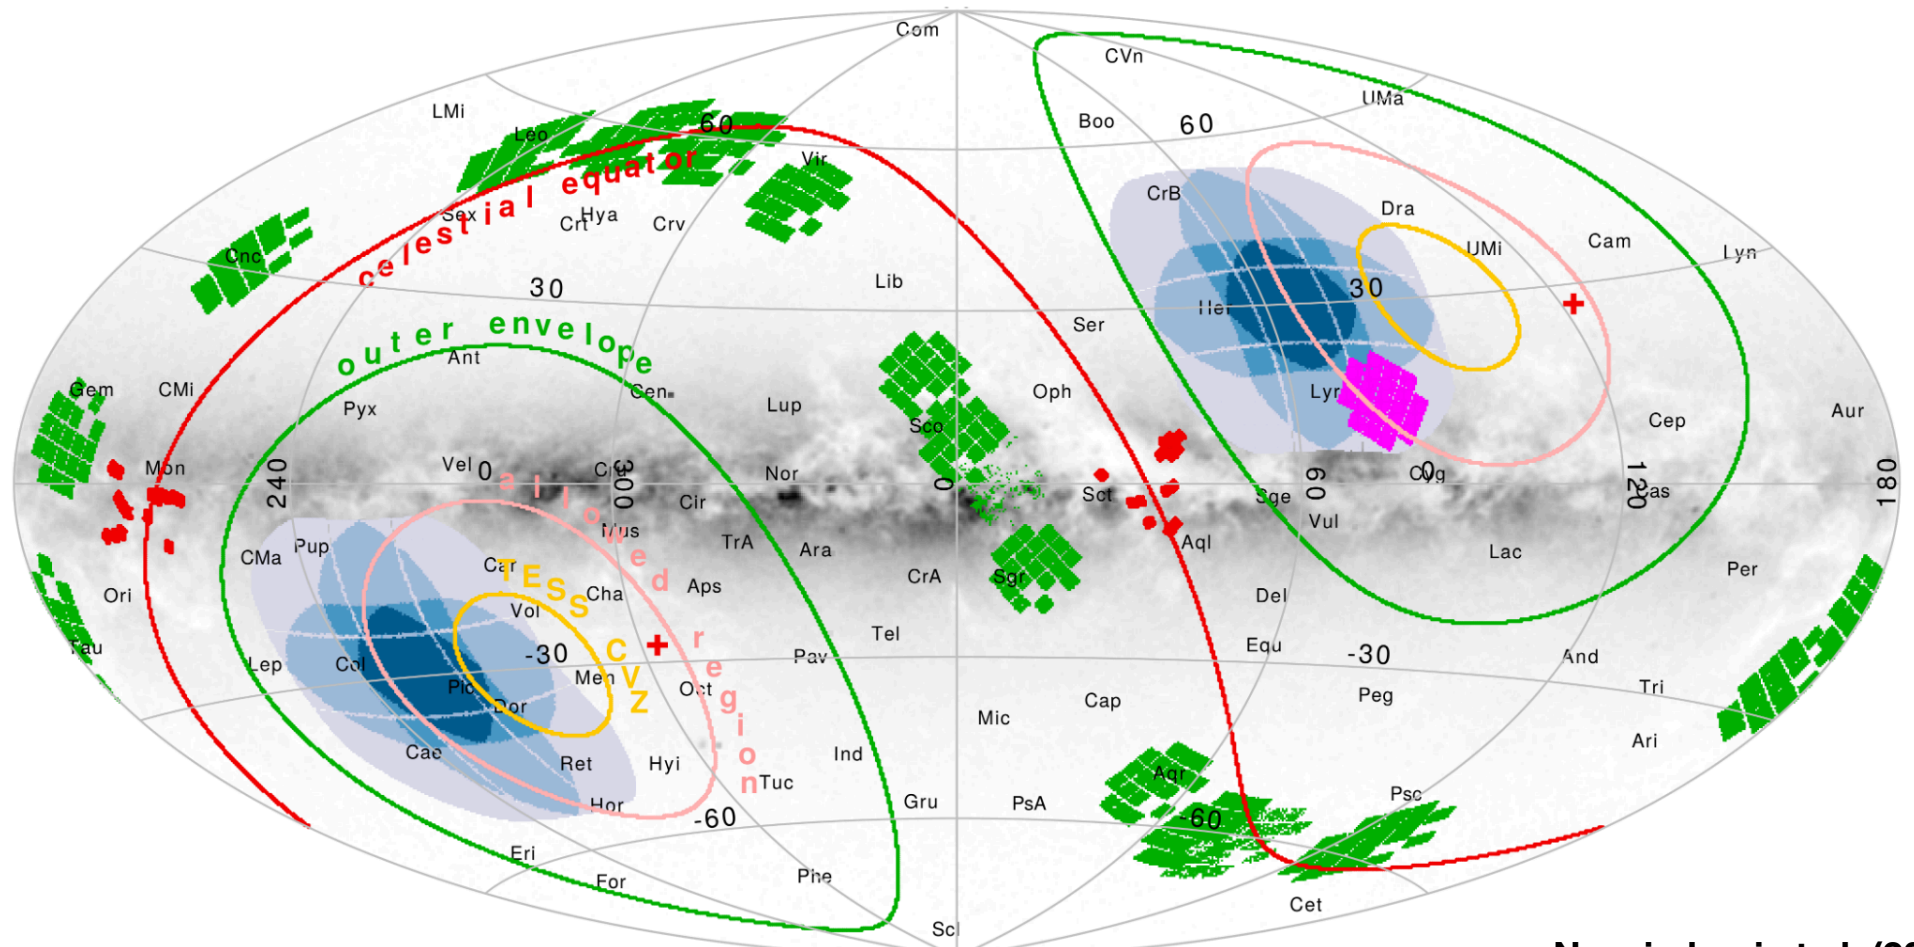 Com
CVn
UMa
LMi
Boo
60
60
Leo
Vir
CrB
Dra
celestial equator
Sex
Hya
Crt
Crv
Cam
UMi
Lyn
Cnc
Lib
30
30
Her
Ser
outer envelope
Ant
Gem
CMi
Cen
Oph
Lyr
Pyx
Lup
Sco
Cep
Aur
Mon
240
Vel
0
300
Nor
0
Sct
60
Sge
Cyg
0
120
Cas
180
Cir
allowed region
Mus
Vul
CMa
Pup
TrA
Ara
Aql
Lac
Car
TESS CVZ
Cha
Aps
CrA
Sgr
Per
Ori
Vol
Del
Tel
Tau
Lep
Col
-30
Pav
Equ
-30
And
Pic
Men
Oct
Tri
Dor
Cap
Peg
Mic
Cae
Ret
Hyi
Ind
Ari
Aqr
Tuc
Hor
-60
Gru
PsA
-60
Psc
Eri
For
Phe
Cet
Scl